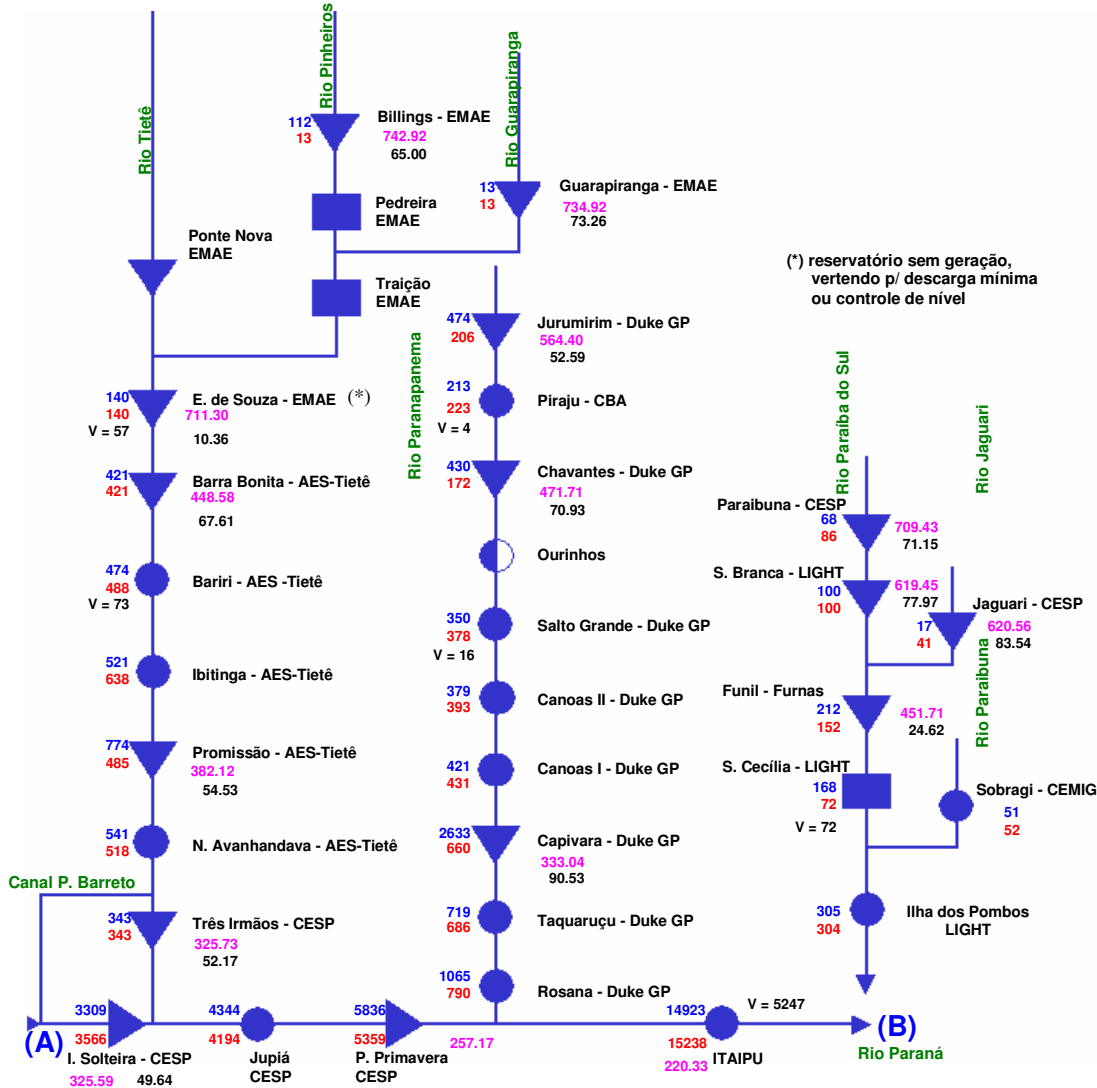 Rio Tietê
Rio Pinheiros
Rio Guarapiranga
112
13
Billings - EMAE
742.92
65.00
13
13
Guarapiranga - EMAE
734.92
73.26
Pedreira
EMAE
Ponte Nova
EMAE
Traição
EMAE
(*) reservatório sem geração,
vertendo p/ descarga mínima
ou controle de nível
140
140
V = 57
E. de Souza - EMAE (*)
711.30
10.36
421
421
Barra Bonita - AES-Tietê
448.58
67.61
474
488
V = 73
Bariri - AES -Tietê
521
638
Ibitinga - AES-Tietê
774
485
Promissão - AES-Tietê
382.12
54.53
541
518
N. Avanhandava - AES-Tietê
Canal P. Barreto
343
343
Três Irmãos - CESP
325.73
52.17
Rio Paranapanema
474
206
Jurumirim - Duke GP
564.40
52.59
213
223
V = 4
Piraju - CBA
430
172
Chavantes - Duke GP
471.71
70.93
Ourinhos
350
378
V = 16
Salto Grande - Duke GP
379
393
Canoas II - Duke GP
421
431
Canoas I - Duke GP
2633
660
Capivara - Duke GP
333.04
90.53
719
686
Taquaruçu - Duke GP
1065
790
Rosana - Duke GP
Rio Paraíba do Sul
Rio Jaguari
Paraibuna - CESP
68
86
709.43
71.15
S. Branca - LIGHT
100
100
619.45
77.97
Jaguari - CESP
17
41
620.56
83.54
Rio Paraibuna
Funil - Furnas
212
152
451.71
24.62
S. Cecília - LIGHT
168
72
V = 72
Sobragi - CEMIG
51
52
305
304
Ilha dos Pombos
LIGHT
(A)
3309
3566
I. Solteira - CESP
325.59
49.64
4344
4194
Jupiá
CESP
5836
5359
P. Primavera
CESP
257.17
14923
V = 5247
15238
ITAIPU
220.33
(B)
Rio Paraná